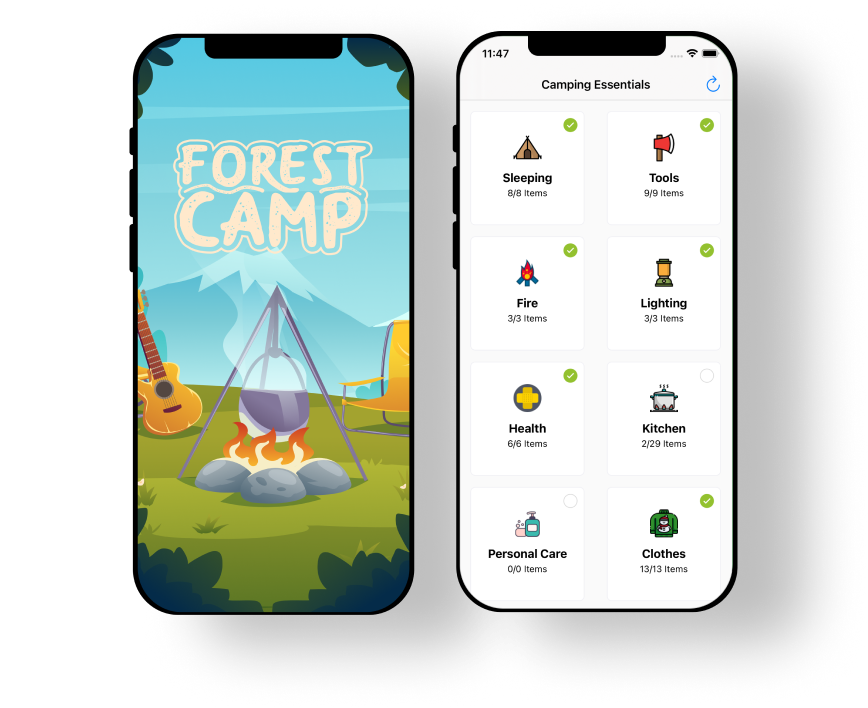 FOREST
CAMP
11:47
Camping Essentials
Sleeping
8/8 Items
Tools
9/9 Items
Fire
3/3 Items
Lighting
3/3 Items
Health
6/6 Items
Kitchen
2/29 Items
Personal Care
0/0 Items
Clothes
13/13 Items